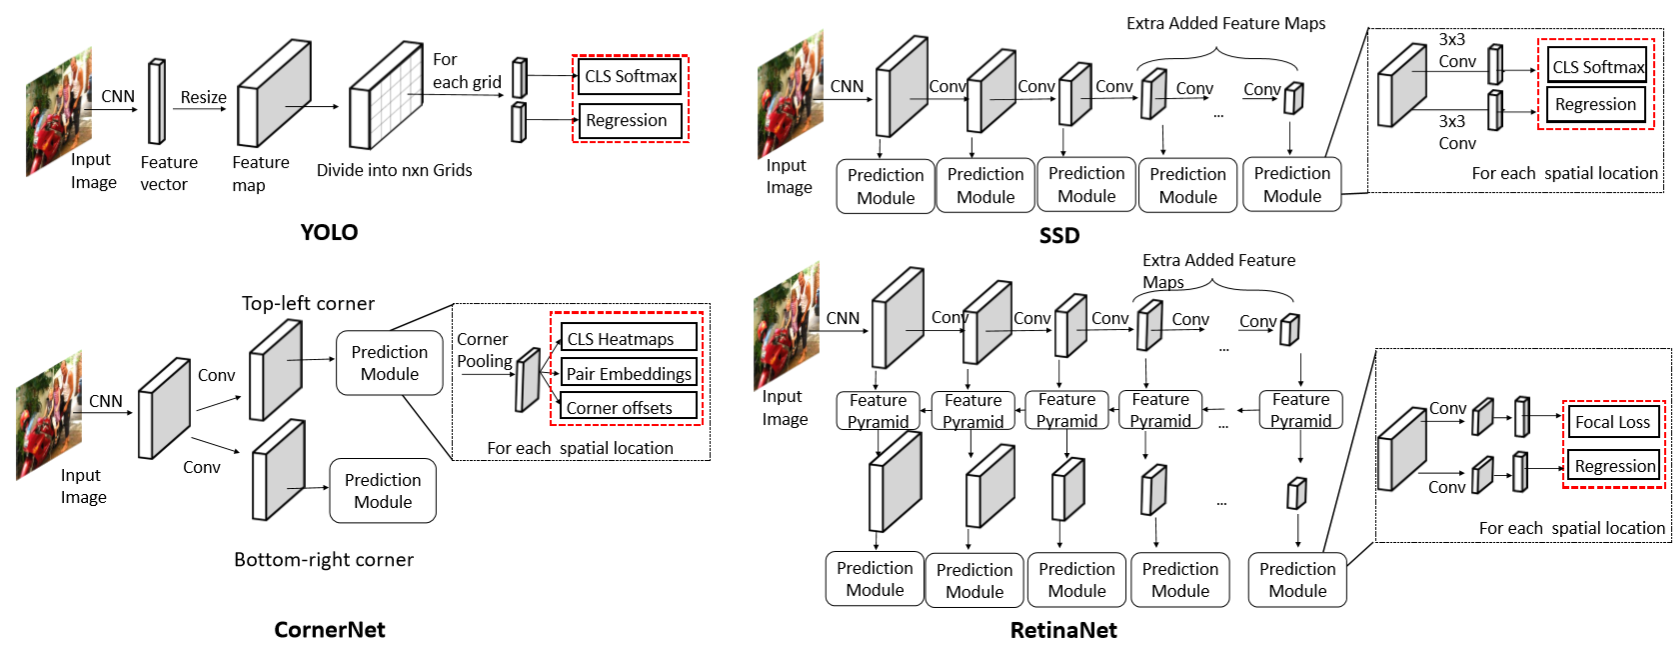 CNN
Input
Image
Feature
vector
Resize
Feature
map
Divide into nxn Grids
For
each grid
CLS Softmax
Regression
YOLO
Extra Added Feature Maps
CNN
Conv
Conv
Conv
Conv
Conv
...
Input
Image
Prediction
Module
Prediction
Module
Prediction
Module
Prediction
Module
Prediction
Module
3x3
Conv
3x3
Conv
CLS Softmax
Regression
For each spatial location
SSD
Top-left corner
CNN
Input
Image
Conv
Conv
Prediction
Module
Prediction
Module
Corner
Pooling
CLS Heatmaps
Pair Embeddings
Corner offsets
For each spatial location
Bottom-right corner
CornerNet
Extra Added Feature
Maps
CNN
Conv
Conv
Conv
Conv
Conv
...
Input
Image
Feature
Pyramid
Feature
Pyramid
Feature
Pyramid
Feature
Pyramid
...
Feature
Pyramid
...
Prediction
Module
Prediction
Module
Prediction
Module
Prediction
Module
Prediction
Module
Conv
Conv
Focal Loss
Regression
For each spatial location
RetinaNet